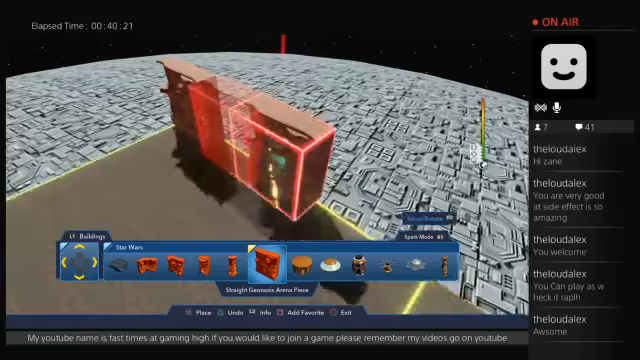 Elapsed Time : 00:40:21
ON AIR
7
41
theloudalex
Hi zane
theloudalex
You are very good
at side effect is so
amazing
theloudalex
You welcome
theloudalex
You Can play as w
heck it raplh
theloudalex
Awsome
Raise/Rotate R3
Spark Mode R1
L1 Buildings
Star Wars
Straight Geonosis Arena Piece
Place Undo L2 Info Add Favorite Exit
My youtube name is fast times at gaming high if you would like to join a game please remember my videos go on youtube